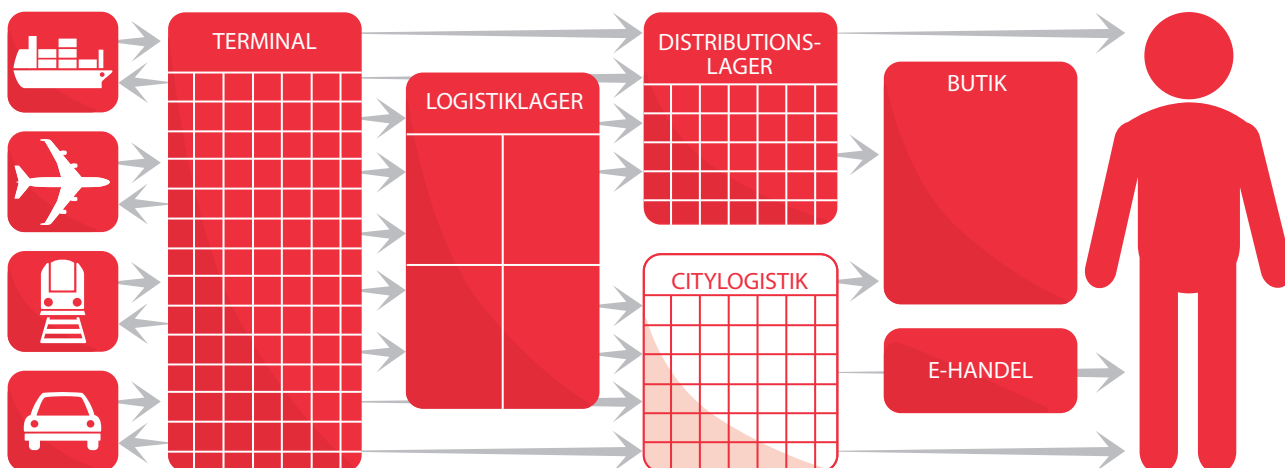 TERMINAL
LOGISTIKLAGER
DISTRIBUTIONS-
LAGER
CITYLOGISTIK
BUTIK
E-HANDEL